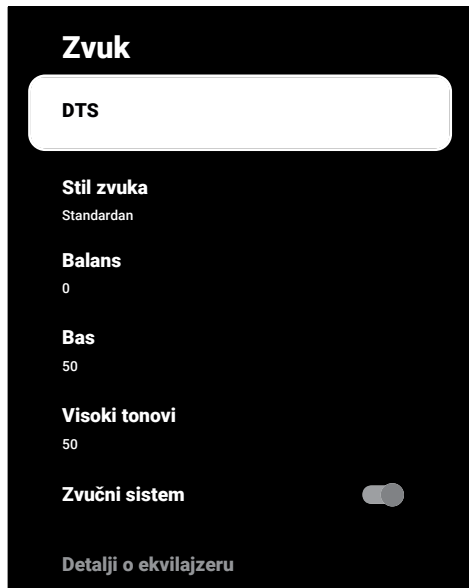 Zvuk
DTS
Stil zvuka
Standardan
Balans
0
Bas
50
Visoki tonovi
50
Zvučni sistem
Detalji o ekvilajzeru